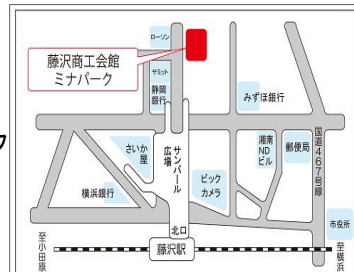 ローソン
藤沢商工会館
ミナパーク
サミット
静岡
銀行
みずほ銀行
さいか
屋
サンパール
広場
湘南
ND
ビル
郵便局
国道467号線
横浜銀行
ビック
カメラ
北口
市役所
至小田原
藤沢駅
至横浜